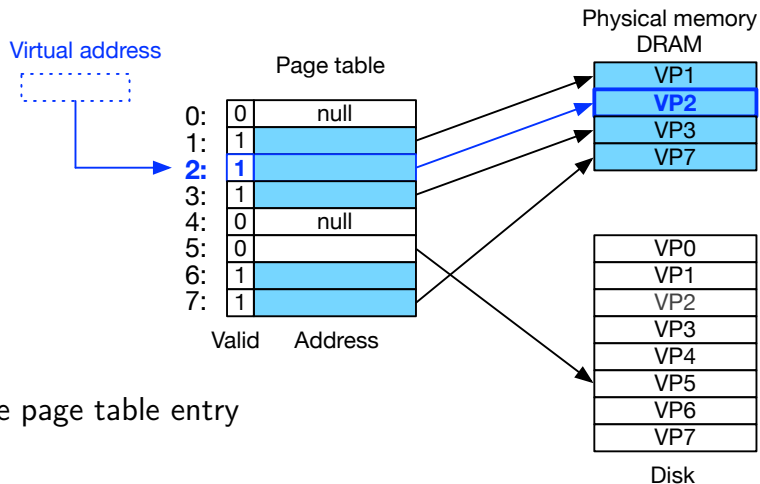 Virtual address
Page table
0: 0 null
1: 1
2: 1
3: 1
4: 0 null
5: 0
6: 1
7: 1
Valid Address
Physical memory
DRAM
VP1
VP2
VP3
VP7
VP0
VP1
VP2
VP3
VP4
VP5
VP6
VP7
Disk
e page table entry